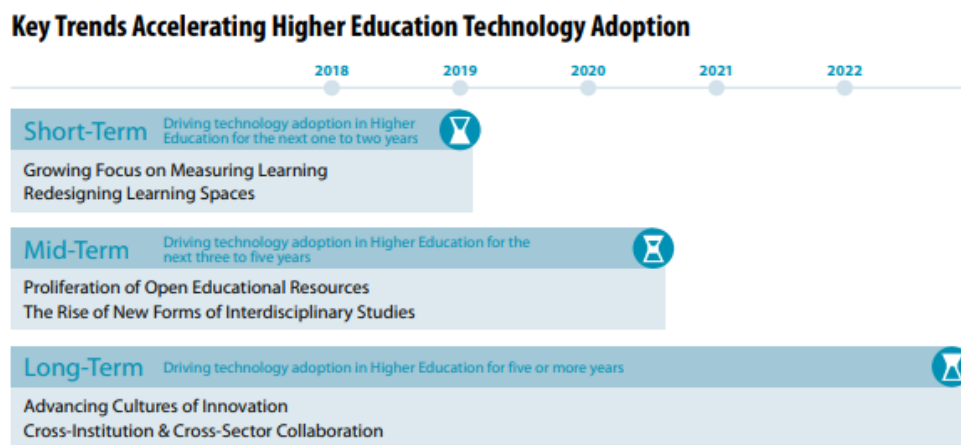 Key Trends Accelerating Higher Education Technology Adoption
2018 2019 2020 2021 2022
Short-Term Driving technology adoption in Higher
Education for the next one to two years
Growing Focus on Measuring Learning
Redesigning Learning Spaces
Mid-Term Driving technology adoption in Higher Education for the
next three to five years
Proliferation of Open Educational Resources
The Rise of New Forms of Interdisciplinary Studies
Long-Term Driving technology adoption in Higher Education for five or more years
Advancing Cultures of Innovation
Cross-Institution & Cross-Sector Collaboration